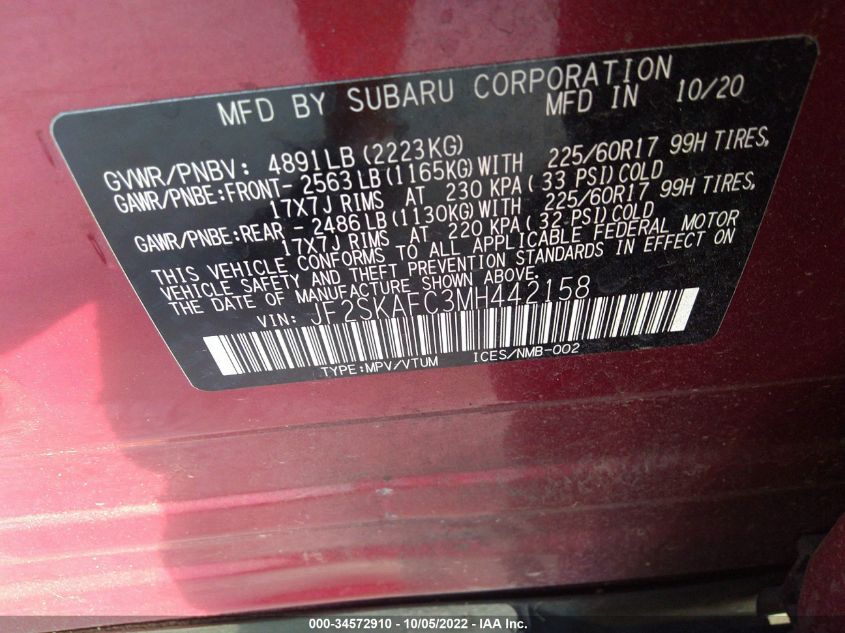 MFD BY SUBARU CORPORATION
MFD IN 10/20
GVWR/PNBV: 4891LB (2223KG)
GAWR/PNBE:FRONT- 2563 LB (1165KG) WITH 225/60R17 99H TIRES,
17X7J RIMS AT 230 KPA (33 PSI) COLD
GAWR/PNBE:REAR - 2486 LB (1130KG) WITH 225/60R17 99H TIRES,
17X7J RIMS AT 220 KPA (32 PSI) COLD
THIS VEHICLE CONFORMS TO ALL APPLICABLE FEDERAL MOTOR
VEHICLE SAFETY AND THEFT PREVENTION STANDARDS IN EFFECT ON
THE DATE OF MANUFACTURE SHOWN ABOVE.
VIN: JF2SKAFC3MH442158
TYPE:MPV/VTUM ICES/NMB-002
000-34572910 - 10/05/2022 - IAA Inc.